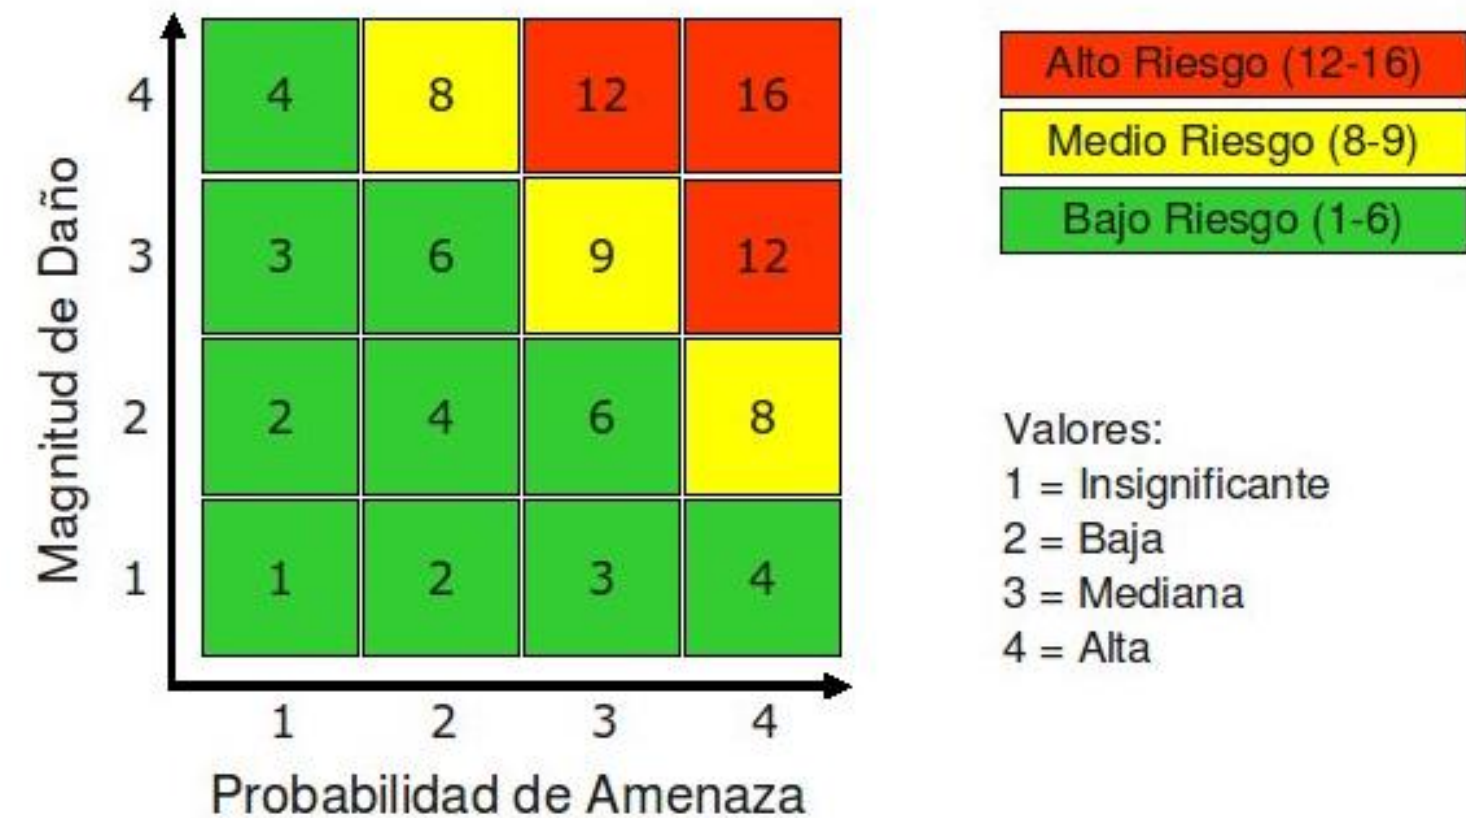 4 4 8 12 16
3 3 6 9 12
2 2 4 6 8
1 1 2 3 4
1 2 3 4
Magnitud de Daño
Probabilidad de Amenaza
Alto Riesgo (12-16)
Medio Riesgo (8-9)
Bajo Riesgo (1-6)
Valores:
1 = Insignificante
2 = Baja
3 = Mediana
4 = Alta